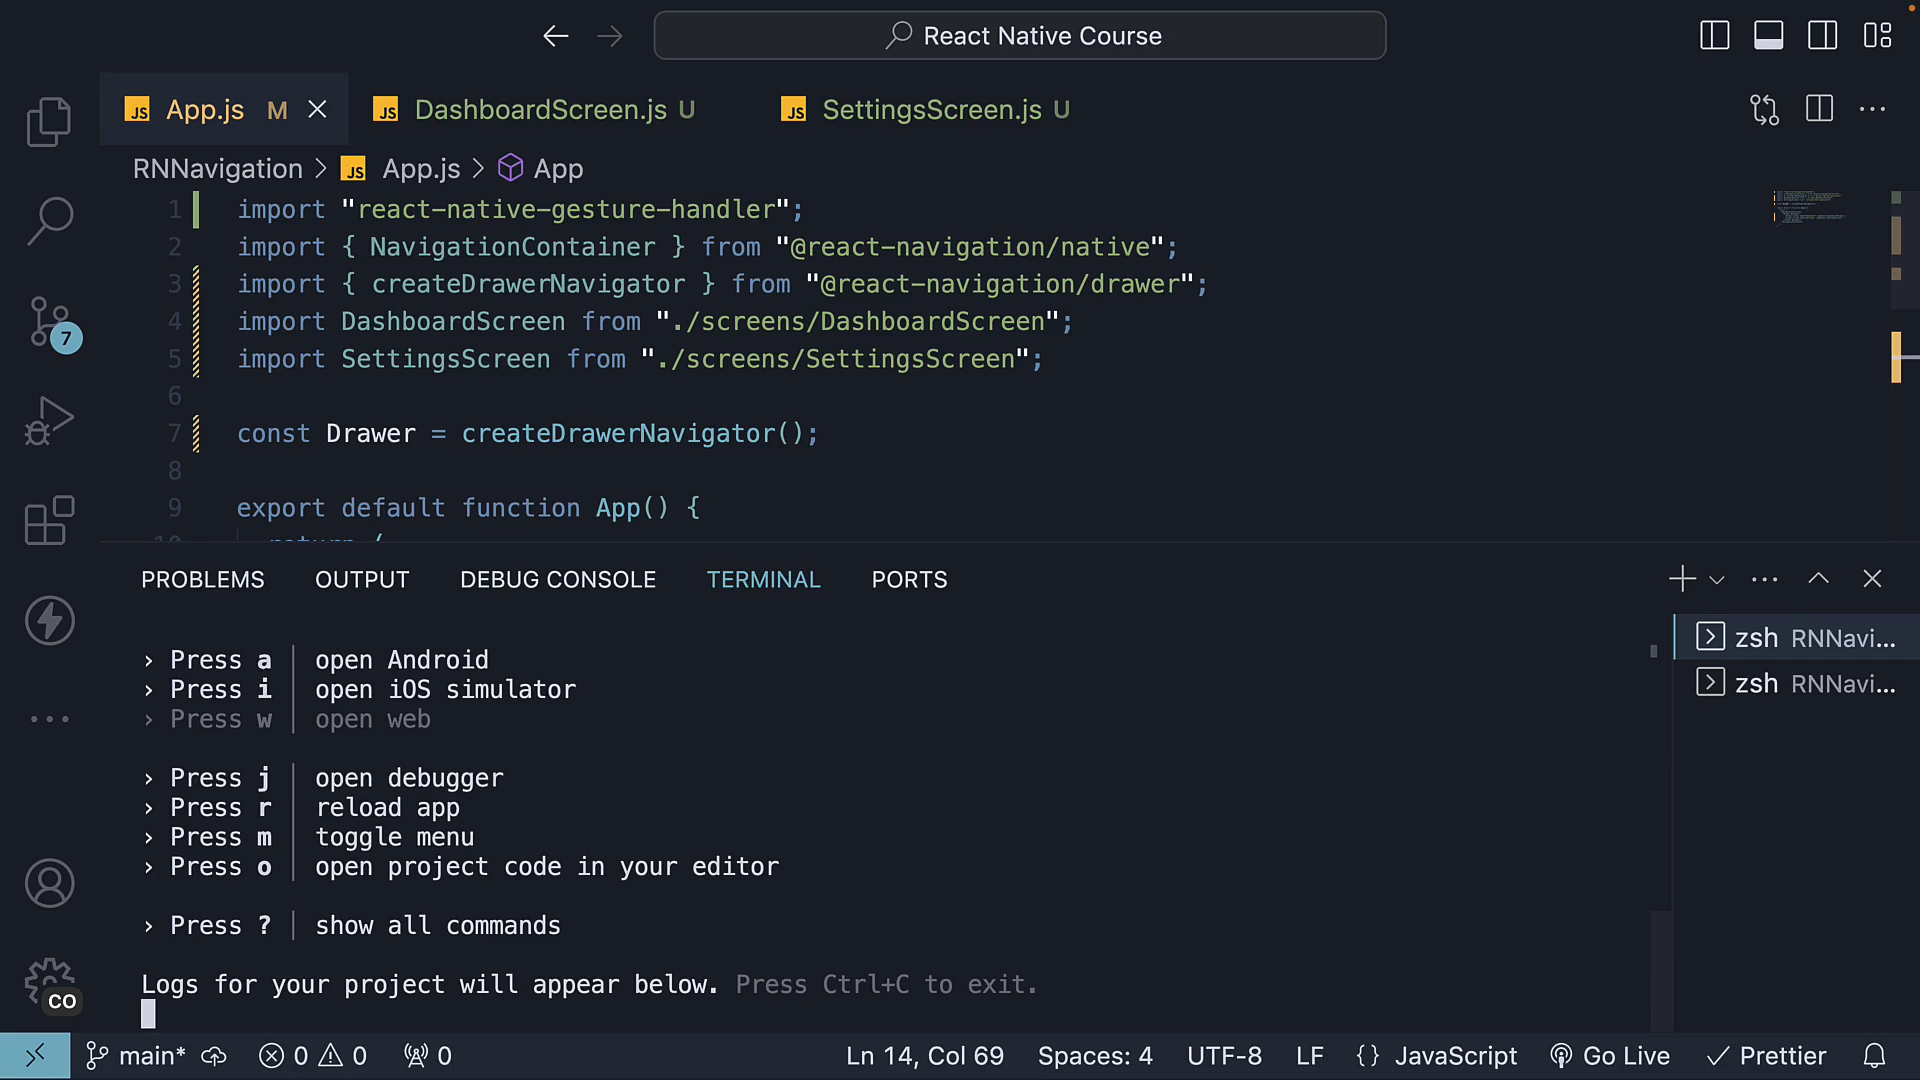 React Native Course
JS App.js M
JS DashboardScreen.js U
JS SettingsScreen.js U
RNNavigation > JS App.js > App
1 import "react-native-gesture-handler";
2 import { NavigationContainer } from "@react-navigation/native";
3 import { createDrawerNavigator } from "@react-navigation/drawer";
4 import DashboardScreen from "./screens/DashboardScreen";
5 import SettingsScreen from "./screens/SettingsScreen";
6
7 const Drawer = createDrawerNavigator();
8
9 export default function App() {
10 return (
7
PROBLEMS OUTPUT DEBUG CONSOLE TERMINAL PORTS
› Press a │ open Android
› Press i │ open iOS simulator
› Press w │ open web
› Press j │ open debugger
› Press r │ reload app
› Press m │ toggle menu
› Press o │ open project code in your editor
› Press ? │ show all commands
Logs for your project will appear below. Press Ctrl+C to exit.
zsh RNNavi...
zsh RNNavi...
CO
main* 0 0 0 Ln 14, Col 69 Spaces: 4 UTF-8 LF {} JavaScript Go Live Prettier